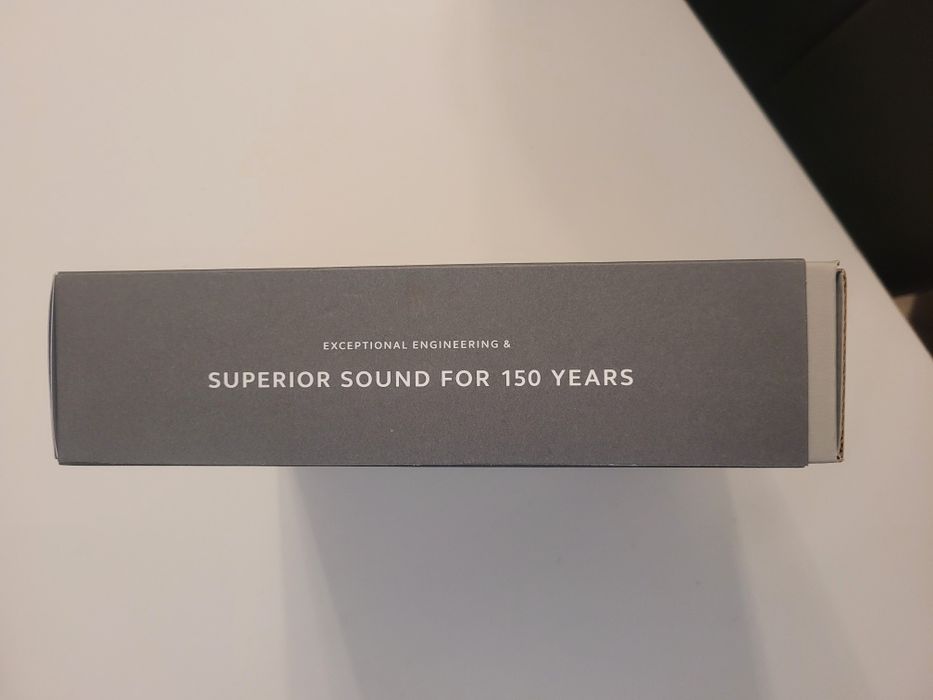 EXCEPTIONAL ENGINEERING &
SUPERIOR SOUND FOR 150 YEARS